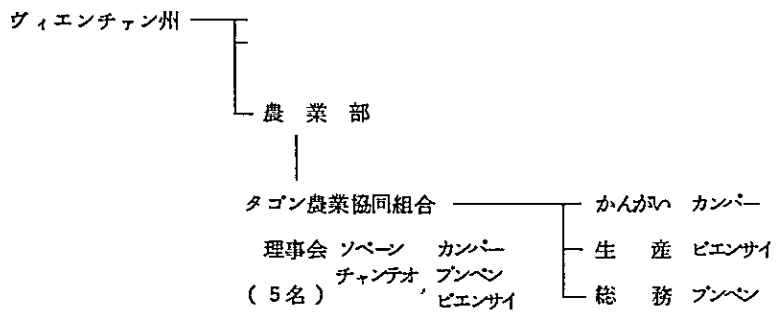 ヴィエンチャン州
農業部
タゴン農業協同組合 かんがい カンパー
理事会 ソペーン カンパー 生産 ピエンサイ
チャンテオ, ブンペン
(5名) ピエンサイ 総務 ブンペン